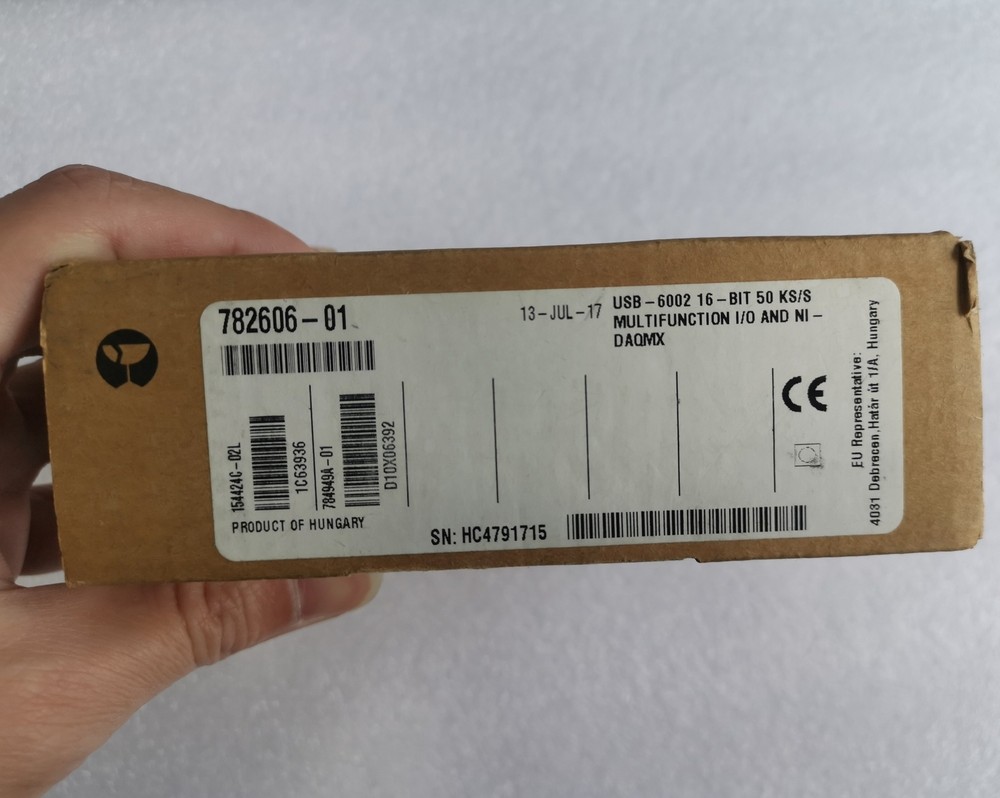 782606-01
13-JUL-17
USB-6002 16-BIT 50 KS/S
MULTIFUNCTION I/O AND NI-
DAQMX
154424C-02L
1C63936
784949A-01
D10X06392
CE
EU Representative:
4031 Debrecen,Határ út 1/A, Hungary
PRODUCT OF HUNGARY
SN: HC4791715